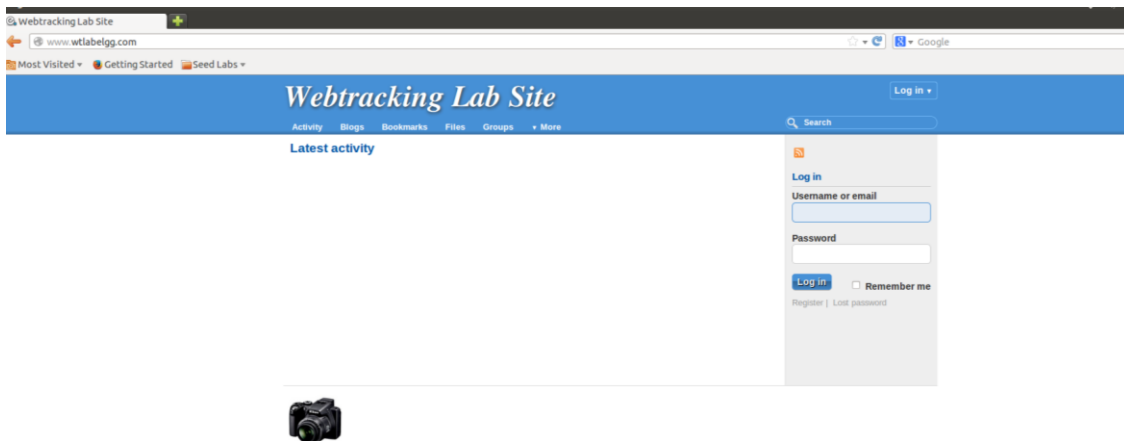 Webtracking Lab Site
www.wtlabelgg.com
Google
Most Visited Getting Started Seed Labs
Webtracking Lab Site
Log in
Activity Blogs Bookmarks Files Groups More
Search
Latest activity
Log in
Username or email
Password
Log in Remember me
Register | Lost password